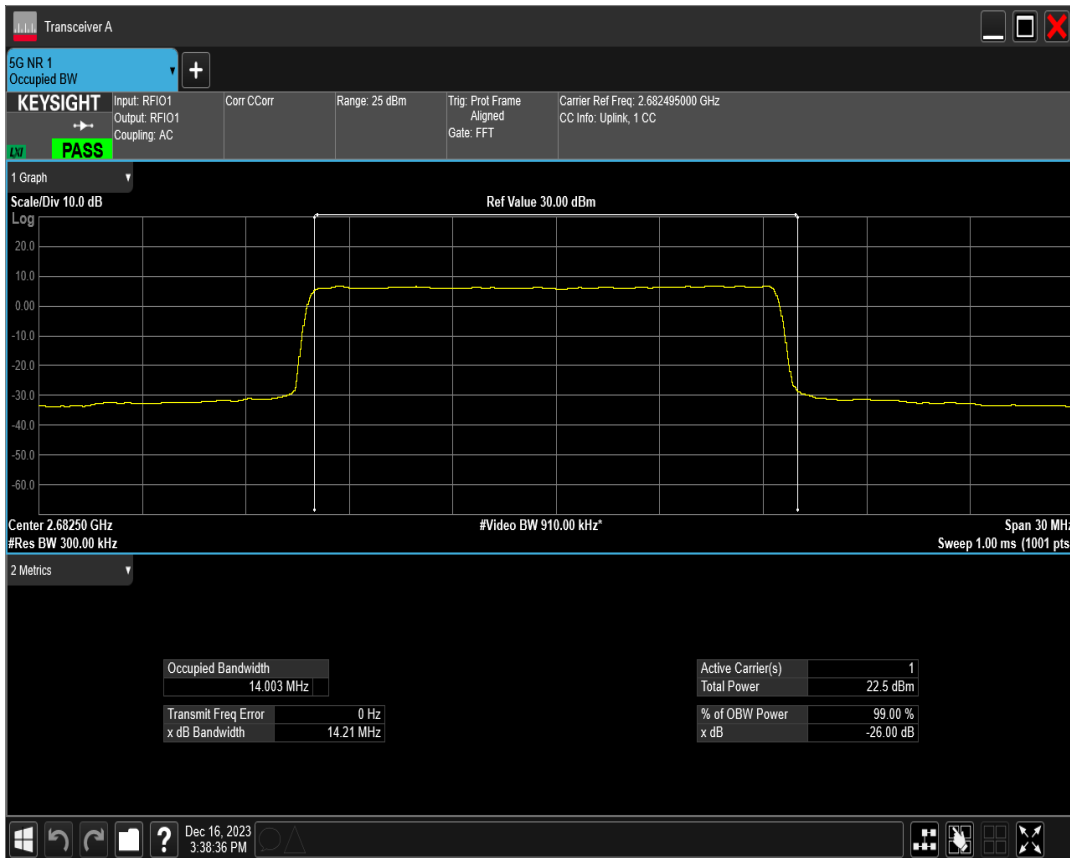 Transceiver A
5G NR 1
Occupied BW
+
KEYSIGHT
LXI
PASS
Input: RFIO1
Output: RFIO1
Coupling: AC
Corr CCorr
Range: 25 dBm
Trig: Prot Frame
Aligned
Gate: FFT
Carrier Ref Freq: 2.682495000 GHz
CC Info: Uplink, 1 CC
1 Graph
Scale/Div 10.0 dB
Ref Value 30.00 dBm
Log
20.0
10.0
0.00
-10.0
-20.0
-30.0
-40.0
-50.0
-60.0
Center 2.68250 GHz
#Video BW 910.00 kHz*
Span 30 MHz
#Res BW 300.00 kHz
Sweep 1.00 ms (1001 pts
2 Metrics
Occupied Bandwidth
14.003 MHz
Transmit Freq Error 0 Hz
x dB Bandwidth 14.21 MHz
Active Carrier(s) 1
Total Power 22.5 dBm
% of OBW Power 99.00 %
x dB -26.00 dB
?
Dec 16, 2023
3:38:36 PM